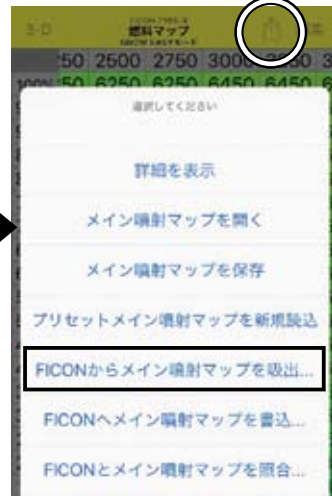 3-D
燃料マップ
:50 2500 2750 3000
100% :50 6250 6250 6450 6450 6
選択してください
詳細を表示
メイン噴射マップを開く
メイン噴射マップを保存
プリセットメイン噴射マップを新規読込
FICONからメイン噴射マップを吸出...
FICONへメイン噴射マップを書込...
FICONとメイン噴射マップを照合...